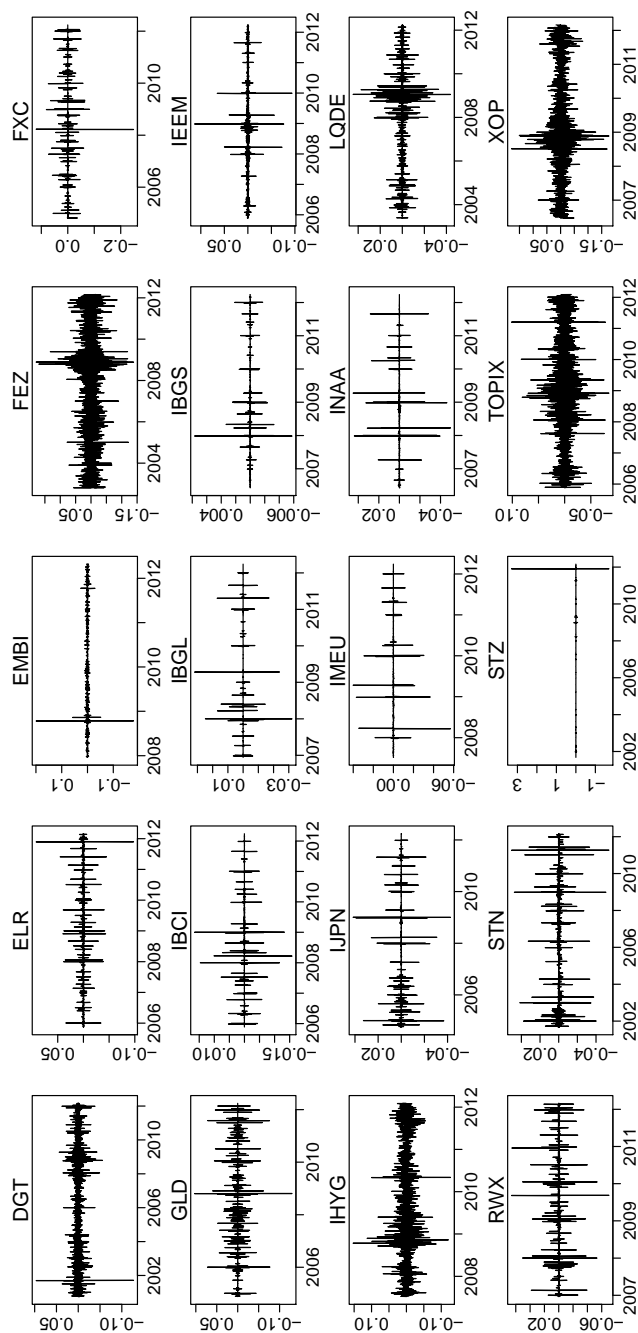 DGT
0.05
−0.10
2002 2006 2010
ELR
0.05
−0.10
2006 2008 2010 2012
EMBI
0.1
−0.1
2008 2010 2012
FEZ
0.05
−0.15
2004 2008 2012
FXC
0.0
−0.2
2006 2010
GLD
0.05
−0.10
2006 2010
IBCI
0.010
−0.015
2006 2008 2010 2012
IBGL
0.01
−0.03
2007 2009 2011
IBGS
0.004
−0.006
2007 2009 2011
IEEM
0.05
−0.10
2006 2008 2010 2012
IHYG
0.10
−0.10
2008 2010 2012
IJPN
0.02
−0.04
2006 2010
IMEU
0.00
−0.06
2008 2010 2012
INAA
0.02
−0.04
2007 2009 2011
LQDE
0.02
−0.04
2004 2008 2012
RWX
0.02
−0.06
2007 2009 2011
STN
0.02
−0.04
2002 2006 2010
STZ
3
1
−1
2002 2006 2010
TOPIX
0.10
−0.05
2006 2008 2010 2012
XOP
0.05
−0.15
2007 2009 2011